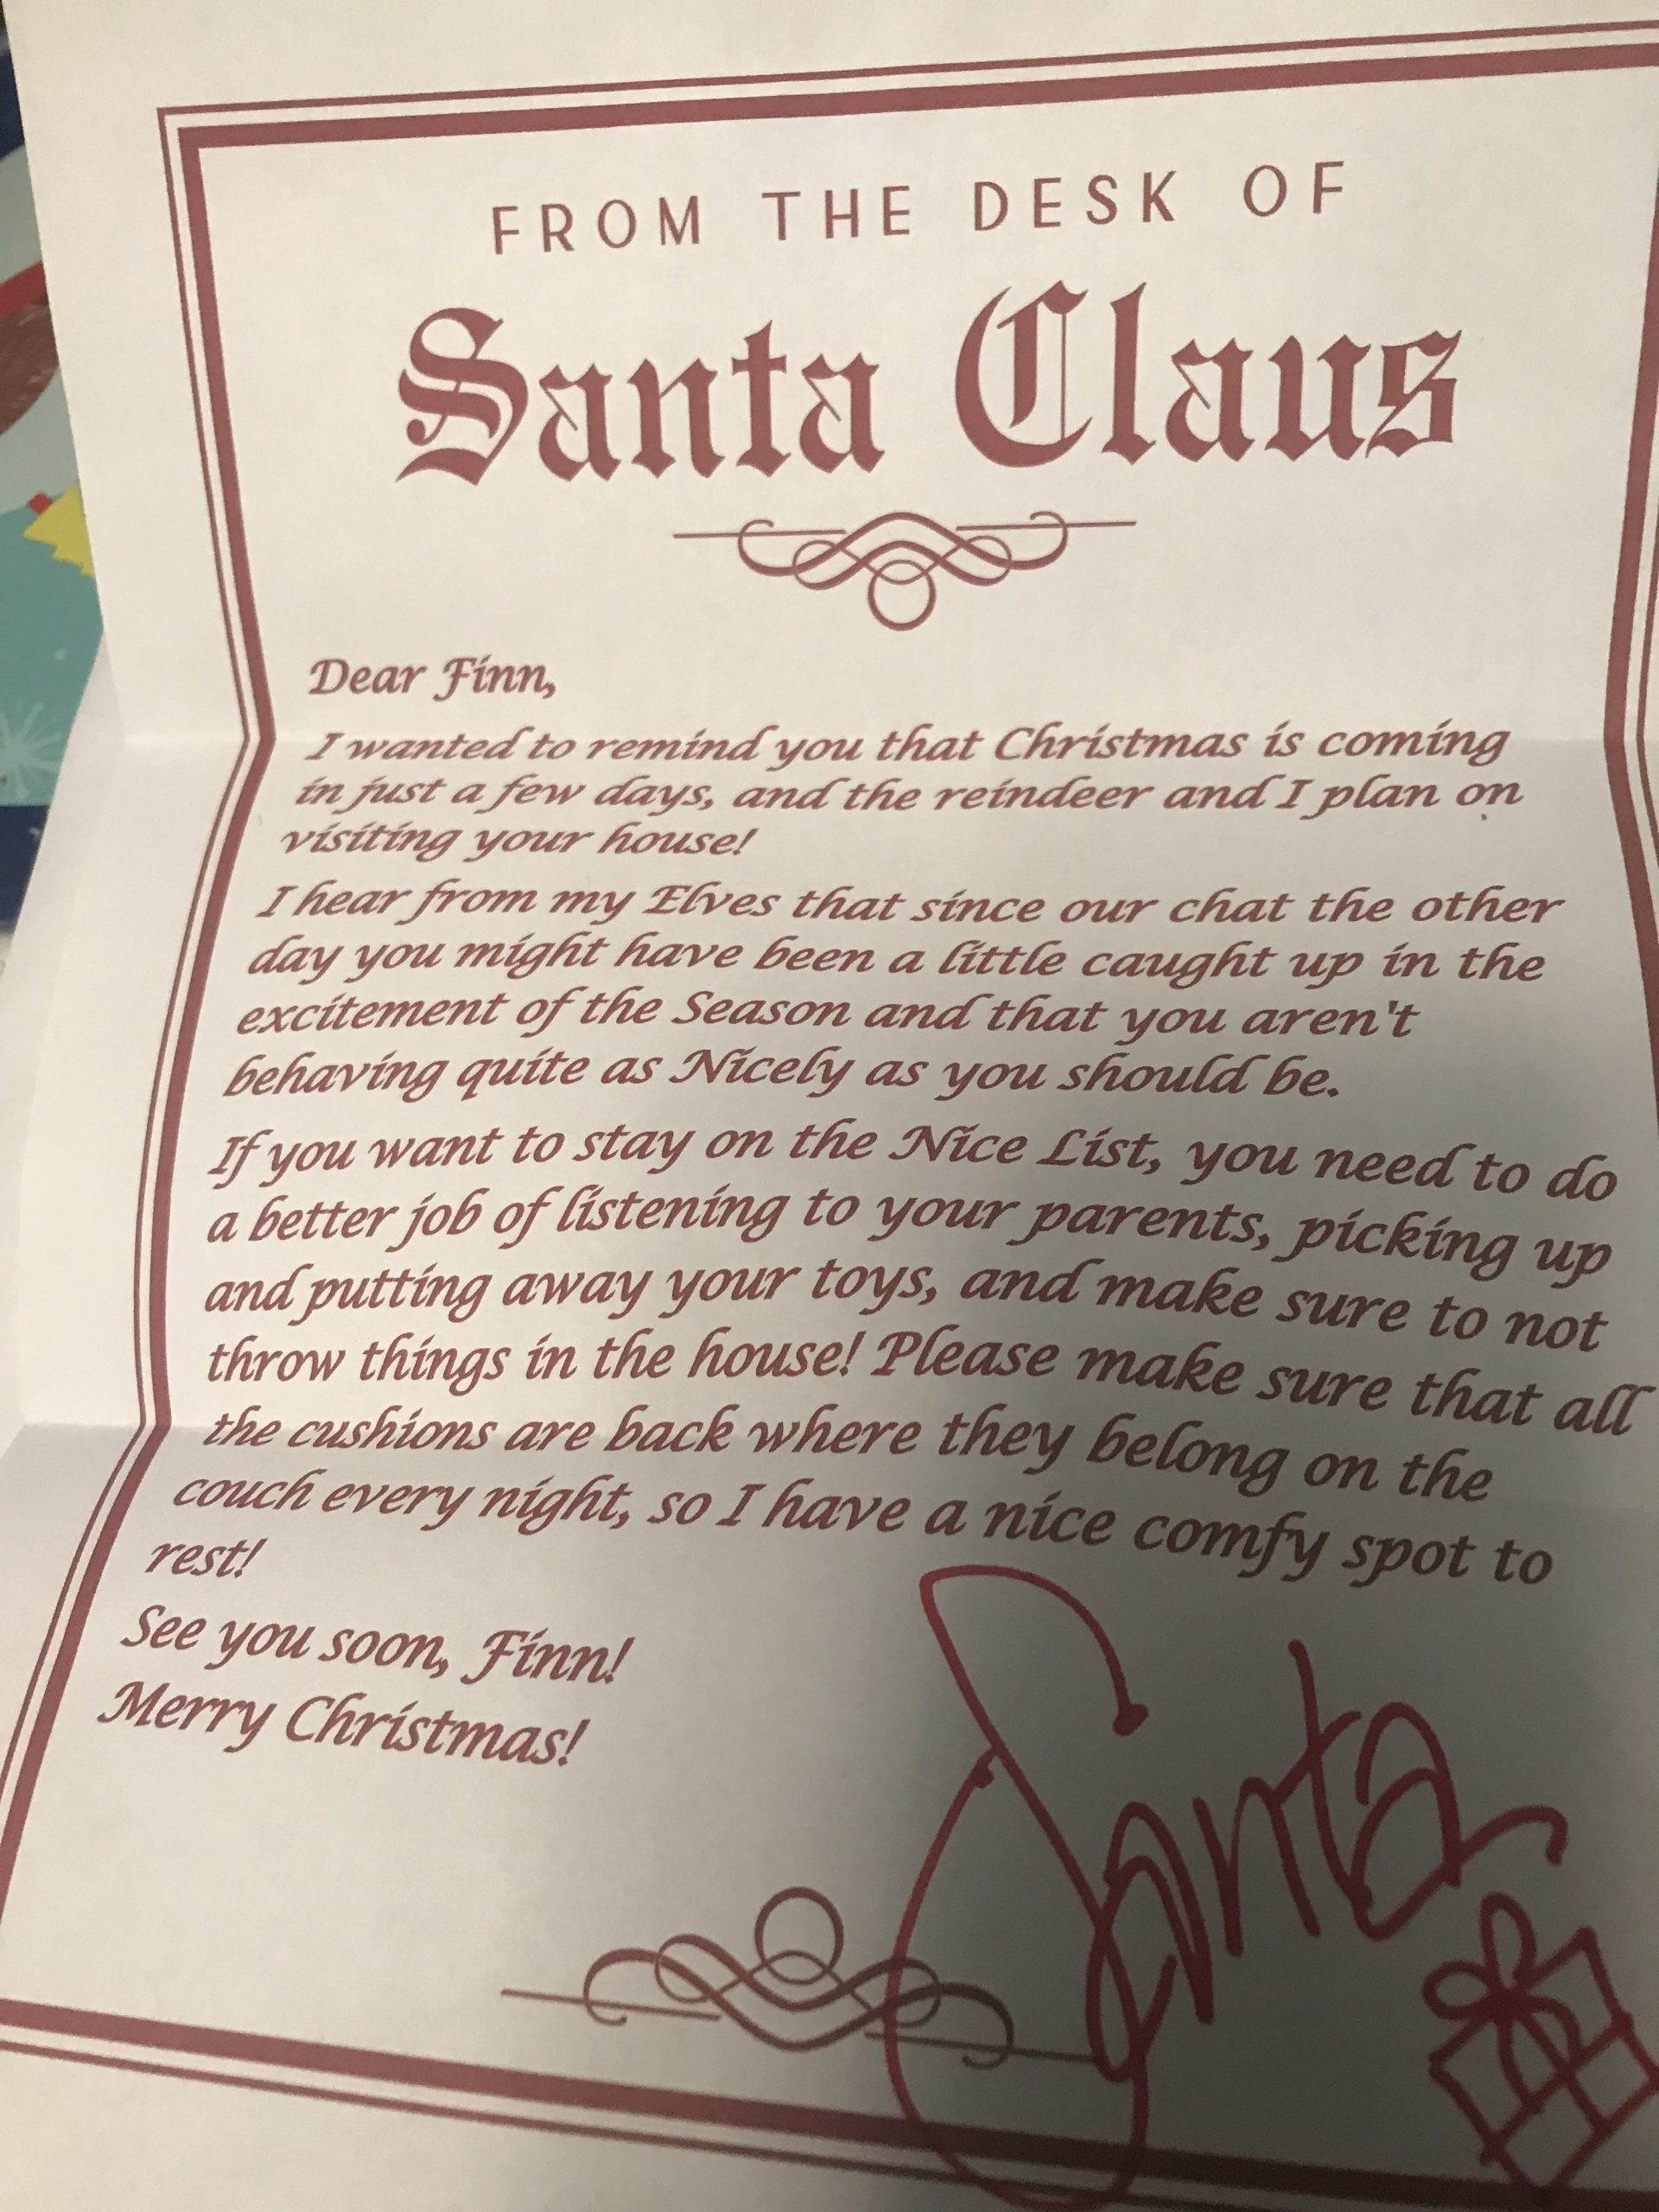 FROM THE DESK OF
Santa Claus
Dear Finn,
I wanted to remind you that Christmas is coming
in just a few days, and the reindeer and I plan on
visiting your house!
I hear from my Elves that since our chat the other
day you might have been a little caught up in the
excitement of the Season and that you aren't
behaving quite as Nicely as you should be.
If you want to stay on the Nice List, you need to do
a better job of listening to your parents, picking up
and putting away your toys, and make sure to not
throw things in the house! Please make sure that all
the cushions are back where they belong on the
couch every night, so I have a nice comfy spot to
rest!
See you soon, Finn!
Merry Christmas!
Santa